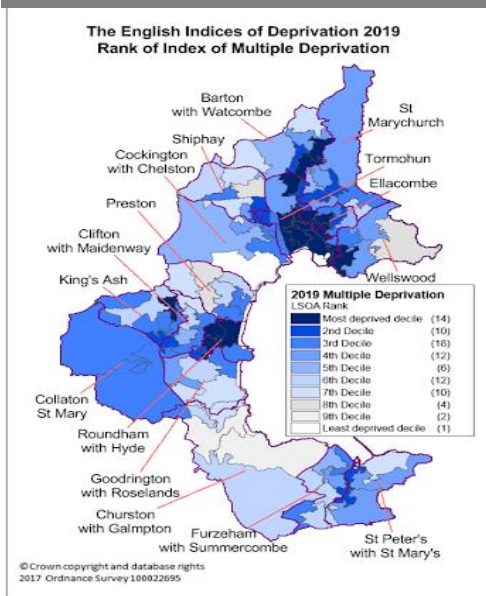 The English Indices of Deprivation 2019
Rank of Index of Multiple Deprivation
Barton
with Watcombe
St
Marychurch
Shiphay
Cockington
with Chelston
Tormohun
Ellacombe
Preston
Clifton
with Maidenway
King's Ash
Wellswood
2019 Multiple Deprivation
LSOA Rank
Most deprived decile (14)
2nd Decile (10)
3rd Decile (18)
4th Decile (12)
5th Decile (6)
6th Decile (12)
7th Decile (10)
8th Decile (4)
9th Decile (2)
Least deprived decile (1)
Collaton
St Mary
Roundham
with Hyde
Goodrington
with Roselands
Churston
with Galmpton
Furzeham
with Summercombe
St Peter's
with St Mary's
©Crown copyright and database rights
2017 Ordnance Survey 100022695